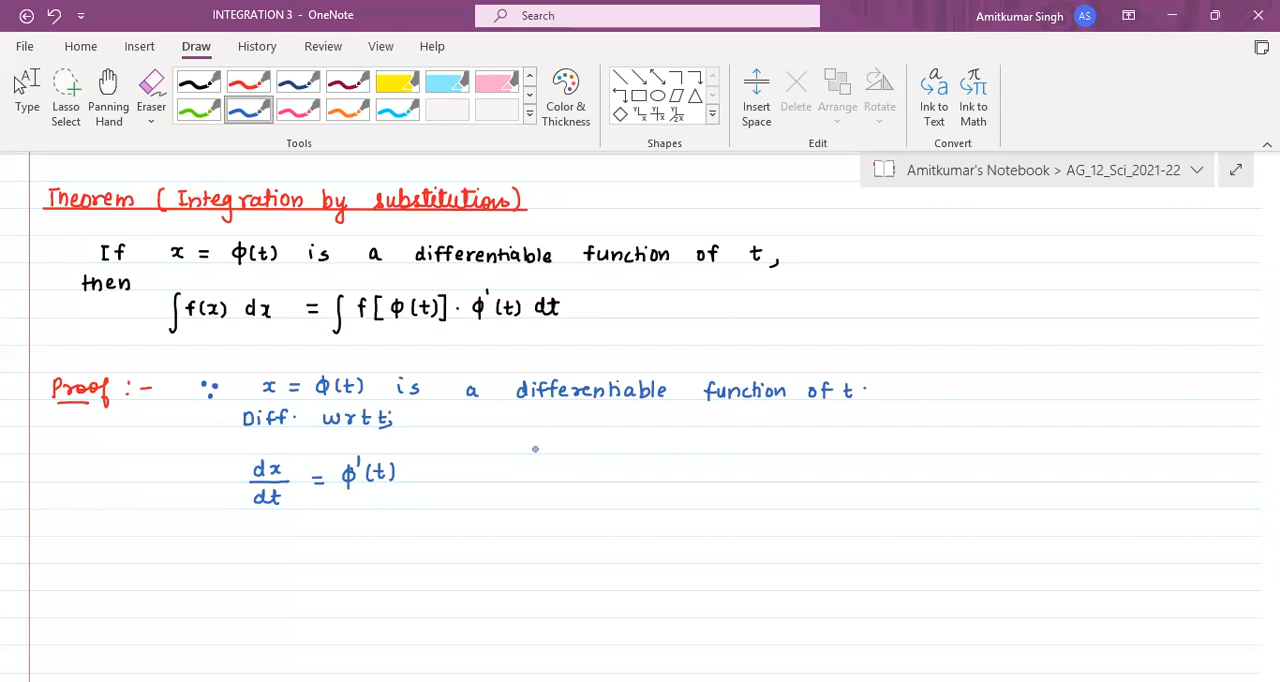 INTEGRATION 3 - OneNote
Search
Amitkumar Singh AS
File Home Insert Draw View History Review View Help
Type Lasso Select Panning Hand Eraser Color & Thickness Insert Space Delete Arrange Rotate Ink to Text Ink to Math
Tools Shapes Edit Convert
Amitkumar's Notebook > AG_12_Sci_2021-22
Theorem ( Integration by substitutions )
If x = ϕ(t) is a differentiable function of t,
then
∫f(x) dx = ∫ f[ϕ(t)]·ϕ'(t) dt
Proof :- ∵ x = ϕ(t) is a differentiable function of t.
Diff. wrt t;
dx/dt = ϕ'(t)